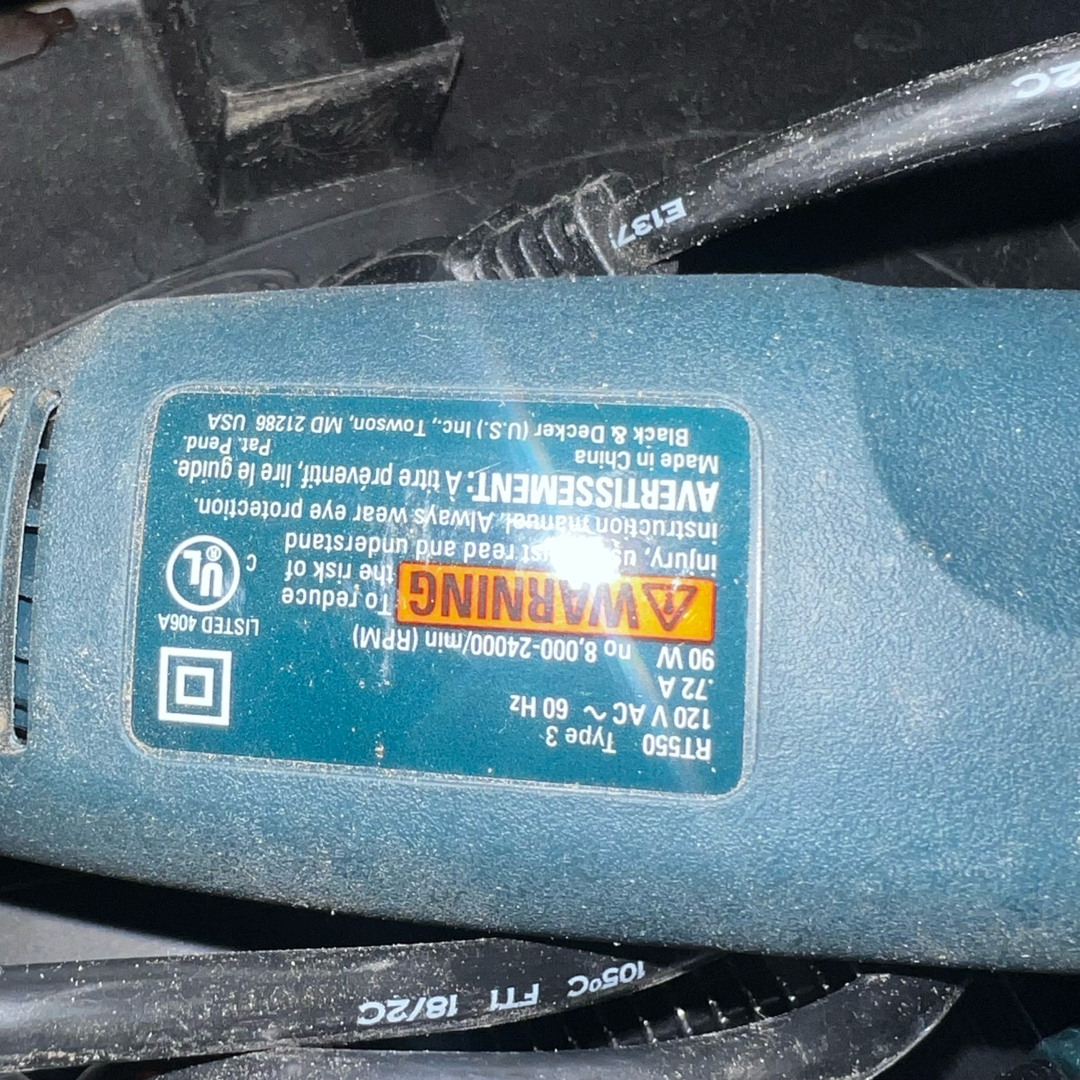 RT550 Type 3
120 V AC ~ 60 Hz
.72 A
90 W no 8,000-24000/min (RPM)
WARNING To reduce
the risk of
injury, user must read and understand
instruction manual. Always wear eye protection.
AVERTISSEMENT: À titre préventif, lire le guide.
Made in China Pat. Pend.
Black & Decker (U.S.) Inc., Towson, MD 21286 USA
LISTED 406A
C UL ®
105°C FT1 18/2C
E137
/2C